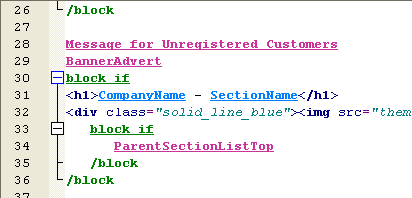 26 /block
27
28 Message for Unregistered Customers
29 BannerAdvert
30 block if
31 <h1>CompanyName - SectionName</h1>
32 <div class="solid_line_blue"><img src="them
33 block if
34 ParentSectionListTop
35 /block
36 /block
37